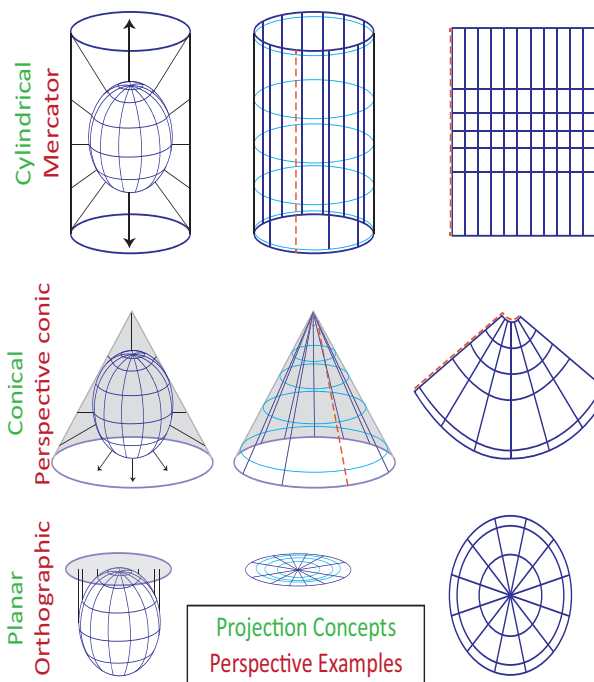 Cylindrical
Mercator
Conical
Perspective conic
Planar
Orthographic
Projection Concepts
Perspective Examples